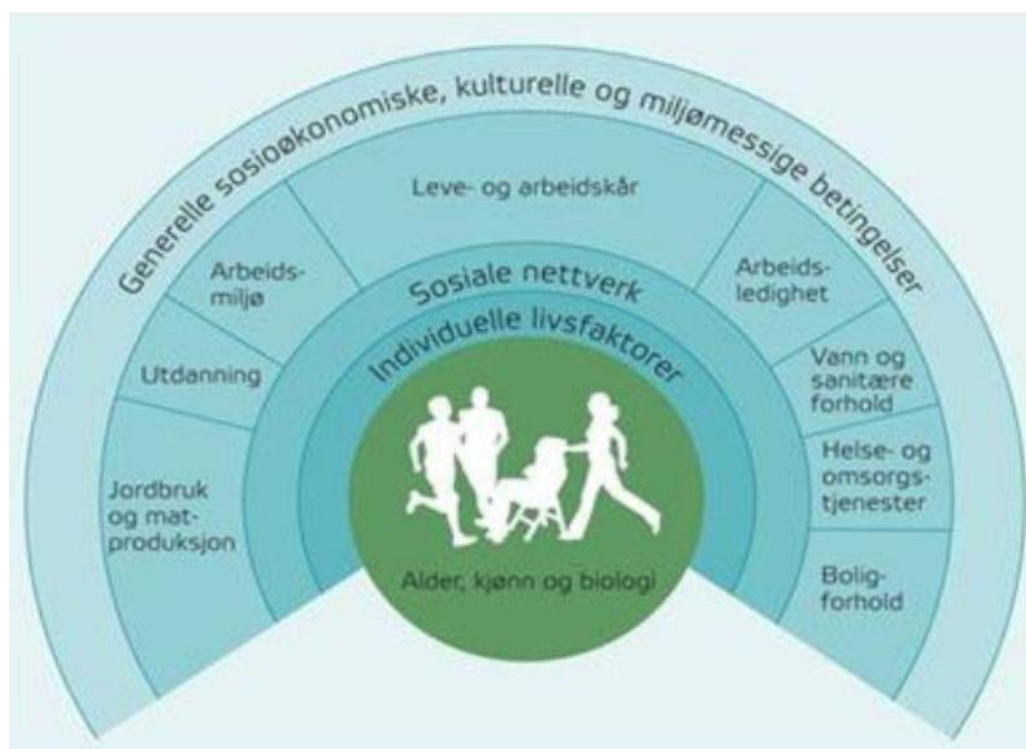 Generelle sosioøkonomiske, kulturelle og miljømessige betingelser
Leve- og arbeidskår
Arbeids-
miljø
Utdanning
Jordbruk
og mat-
produksjon
Arbeids-
ledighet
Vann og
sanitære
forhold
Helse- og
omsorgs-
tjenester
Bolig-
forhold
Sosiale nettverk
Individuelle livsfaktorer
Alder, kjønn og biologi